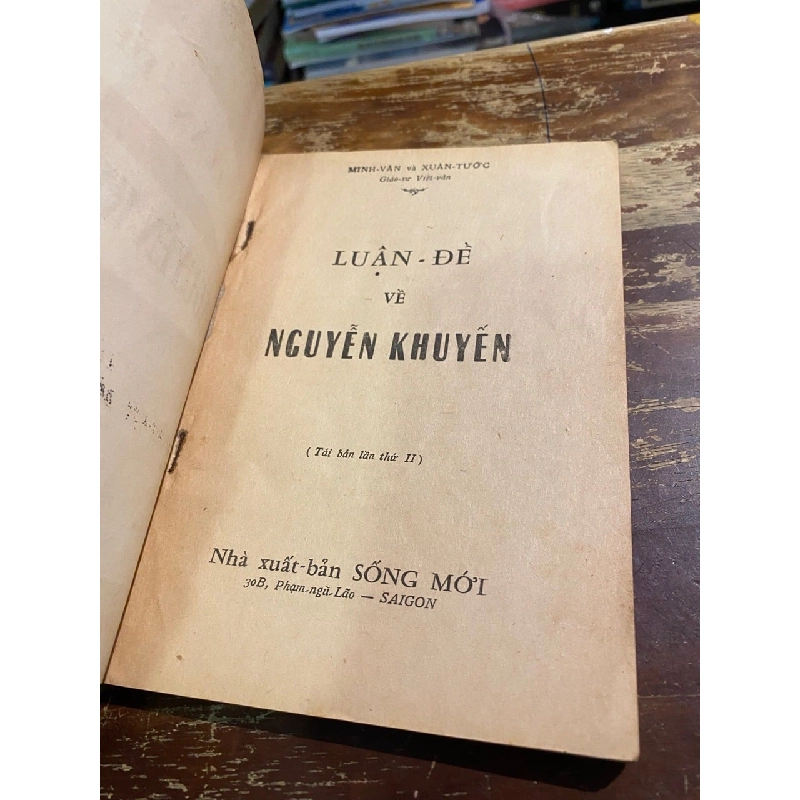 MINH-VĂN và XUÂN-TƯỚC
Giáo-sư Việt-văn
LUẬN-ĐỀ
VỀ
NGUYỄN KHUYẾN
(Tái bản lần thứ II)
Nhà xuất-bản SỐNG MỚI
30B, Phạm-ngũ-Lão — SAIGON